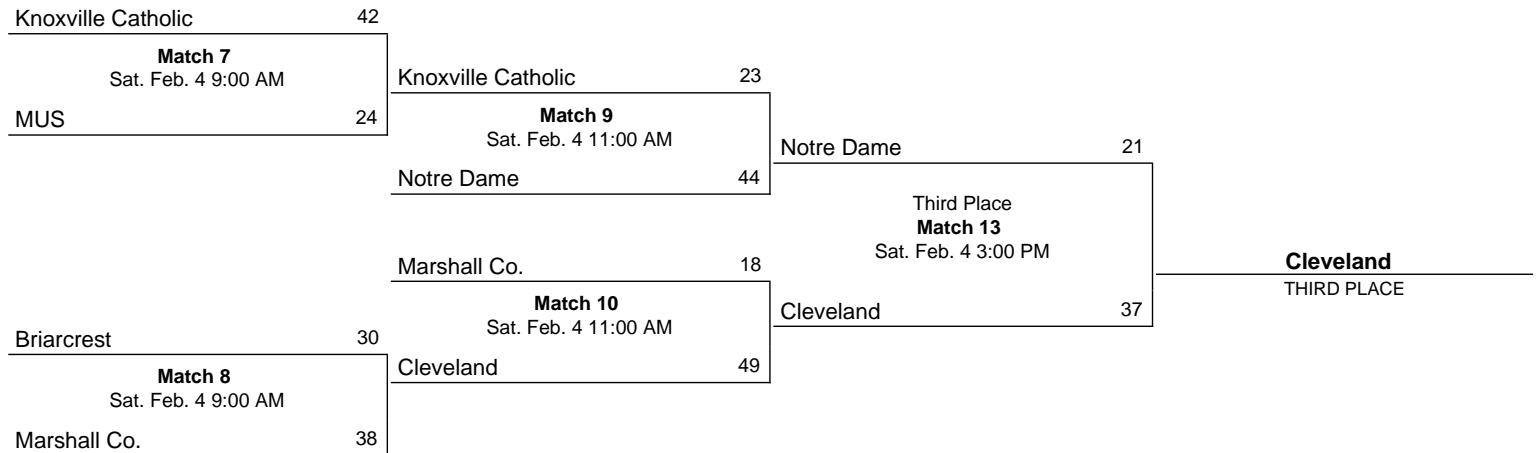 Knoxville Catholic 42
Match 7
Sat. Feb. 4 9:00 AM
MUS 24
Knoxville Catholic 23
Match 9
Sat. Feb. 4 11:00 AM
Notre Dame 44
Notre Dame 21
Third Place
Match 13
Sat. Feb. 4 3:00 PM
Cleveland 37
Cleveland
THIRD PLACE
Marshall Co. 18
Match 10
Sat. Feb. 4 11:00 AM
Cleveland 49
Briarcrest 30
Match 8
Sat. Feb. 4 9:00 AM
Marshall Co. 38